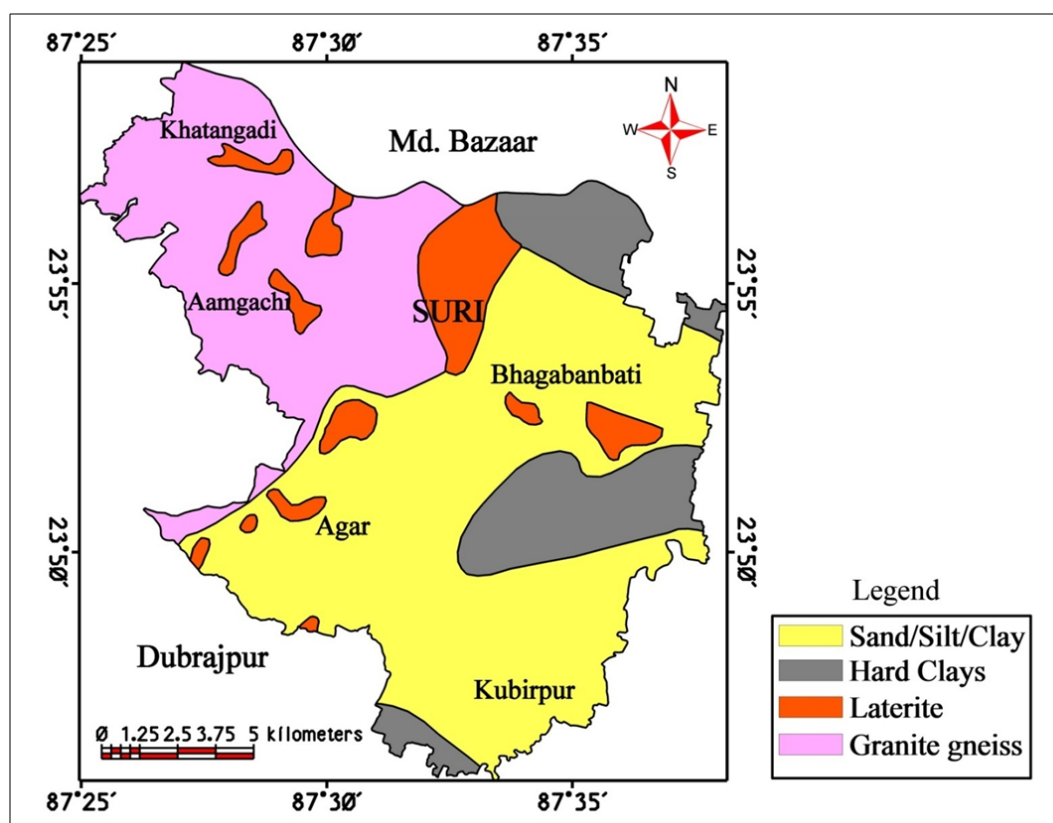 87°25′ 87°30′ 87°35′
N
W E
S
Khatangadi
Md. Bazaar
23°55′ 23°55′
Aamgachi
SURI
Bhagabanbati
Agar
23°50′ 23°50′
Legend
Sand/Silt/Clay
Hard Clays
Laterite
Granite gneiss
Dubrajpur
Kubirpur
0 1.25 2.5 3.75 5 kilometers
87°25′ 87°30′ 87°35′